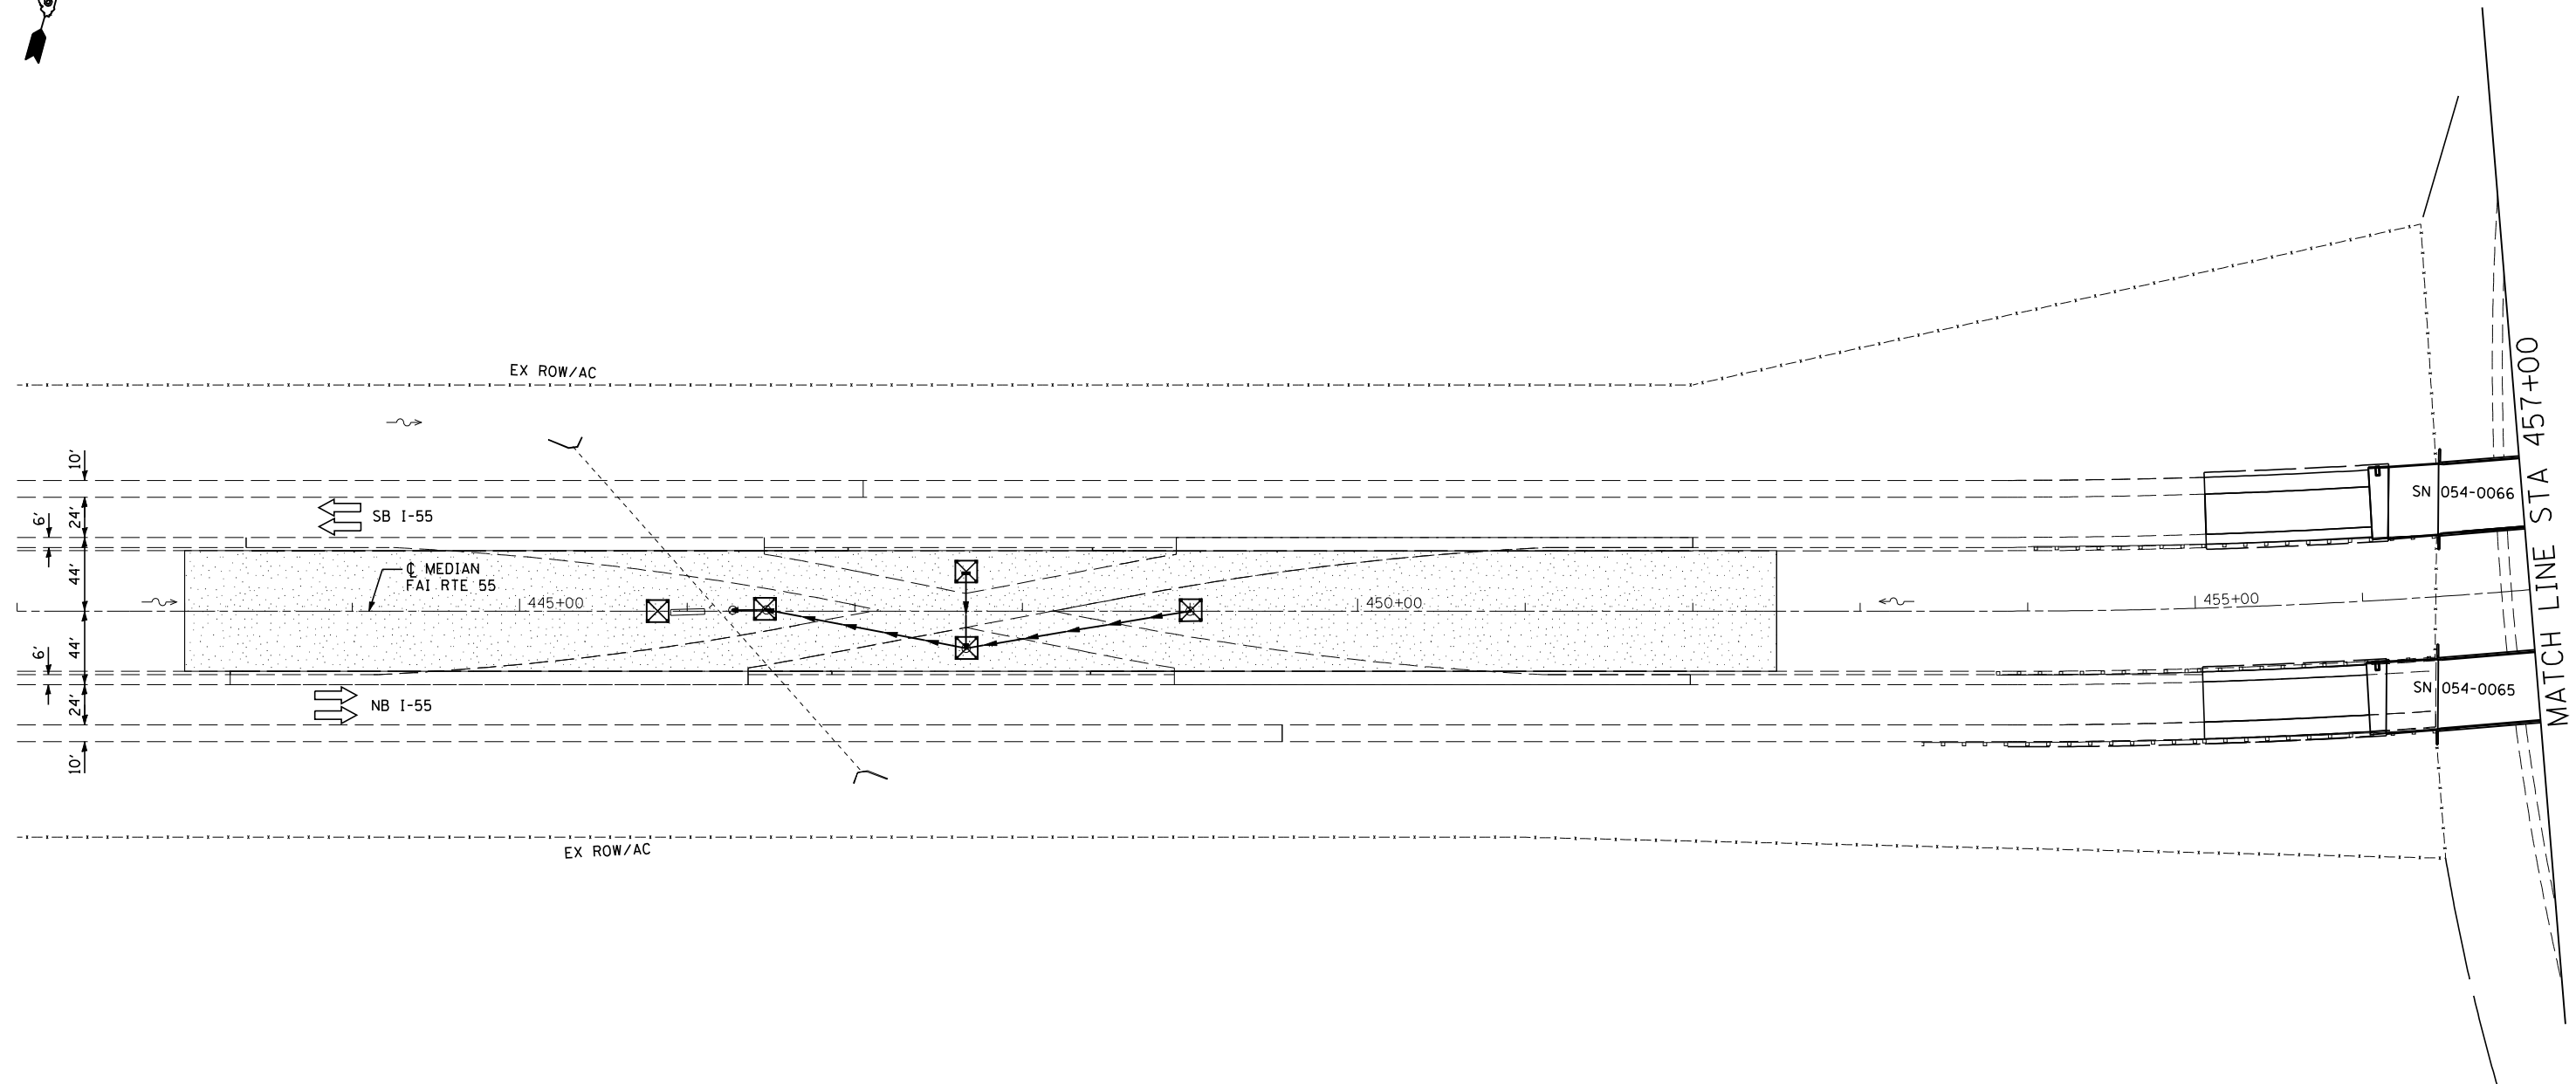 EX ROW/AC
10'
24'
6'
44'
44'
6'
24'
10'
SB I-55
℄ MEDIAN
FAI RTE 55
445+00
450+00
455+00
NB I-55
EX ROW/AC
SN 054-0066
SN 054-0065
MATCH LINE STA 457+00